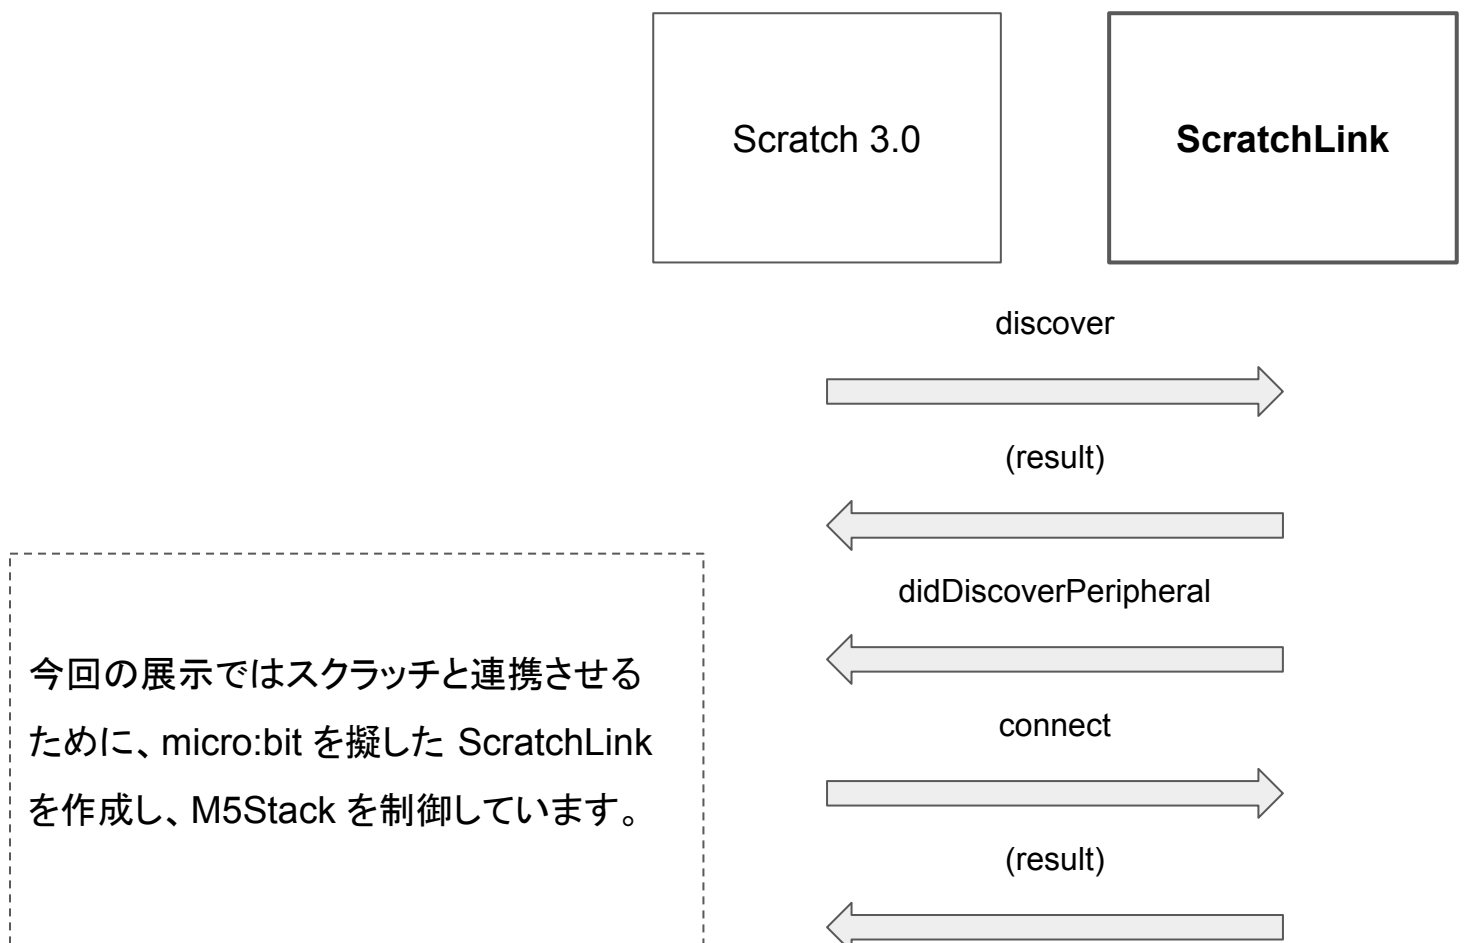 Scratch 3.0
ScratchLink
discover
(result)
didDiscoverPeripheral
connect
(result)
今回の展示ではスクラッチと連携させる
ために、micro:bit を擬した ScratchLink
を作成し、M5Stack を制御しています。